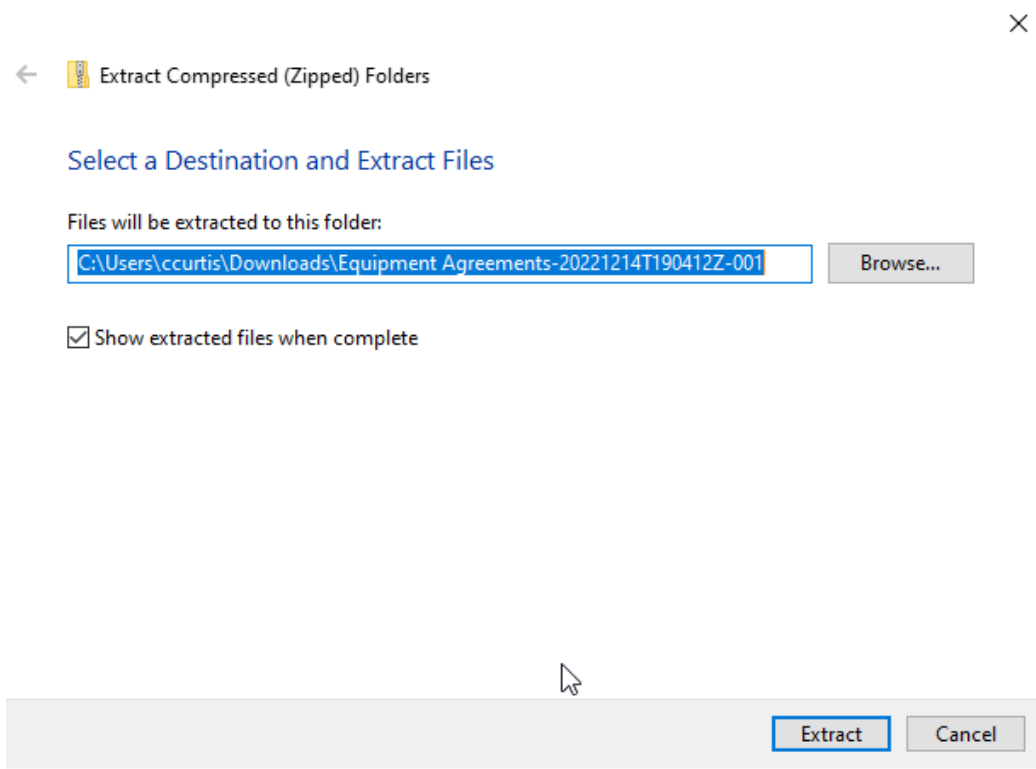 Extract Compressed (Zipped) Folders
Select a Destination and Extract Files
Files will be extracted to this folder:
C:\Users\ccurtis\Downloads\Equipment Agreements-20221214T190412Z-001
Browse...
Show extracted files when complete
Extract
Cancel